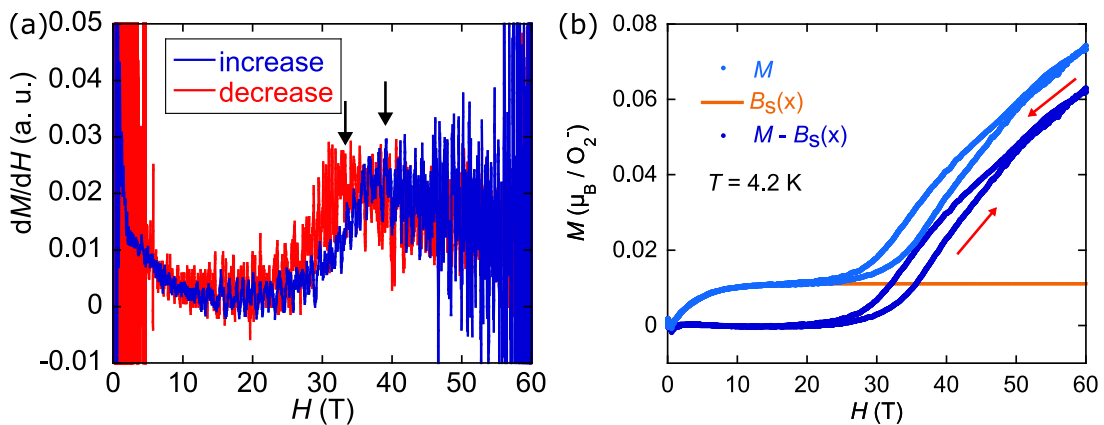 (a)
0.05
0.04
0.03
0.02
0.01
0
-0.01
dM/dH (a. u.)
increase
decrease
0 10 20 30 40 50 60
H (T)
(b)
0.08
0.06
0.04
0.02
0
M (μB / O2-)
M
BS(x)
M - BS(x)
T = 4.2 K
0 10 20 30 40 50 60
H (T)